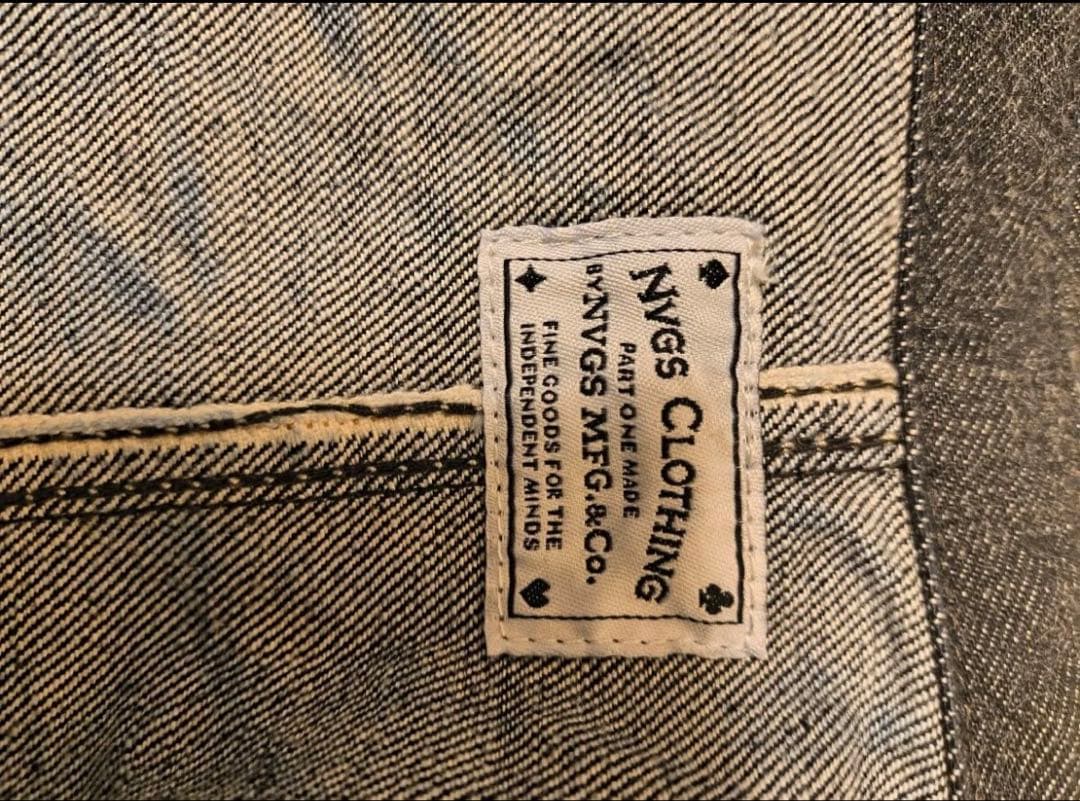 NVGS CLOTHING
PART ONE MADE
BY NVGS MFG.&CO.
FINE GOODS FOR THE
INDEPENDENT MINDS